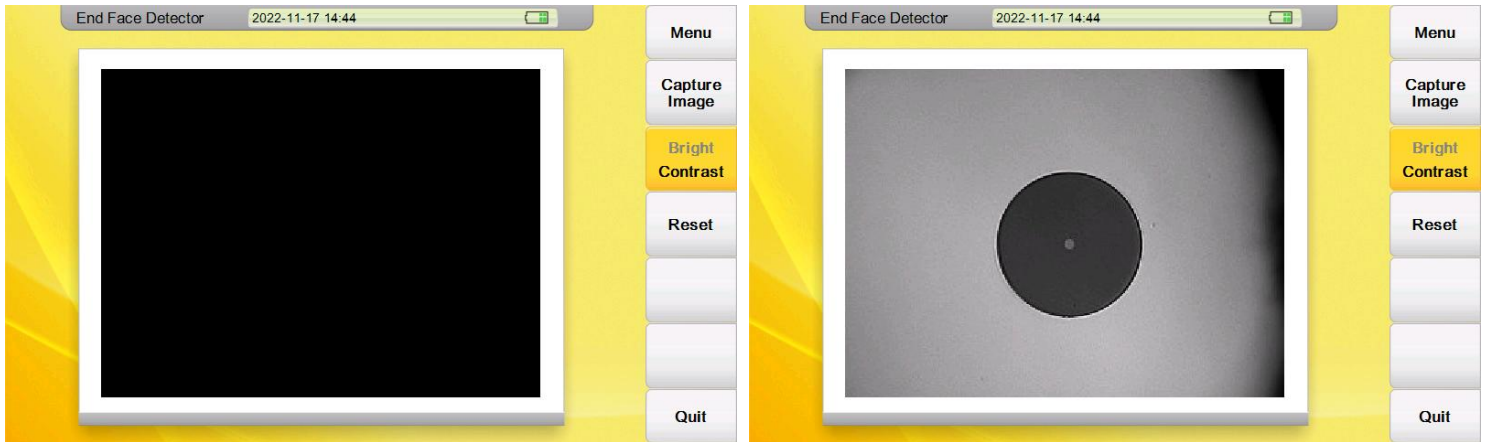 End Face Detector 2022-11-17 14:44
Menu
Capture
Image
Bright
Contrast
Reset
Quit
End Face Detector 2022-11-17 14:44
Menu
Capture
Image
Bright
Contrast
Reset
Quit